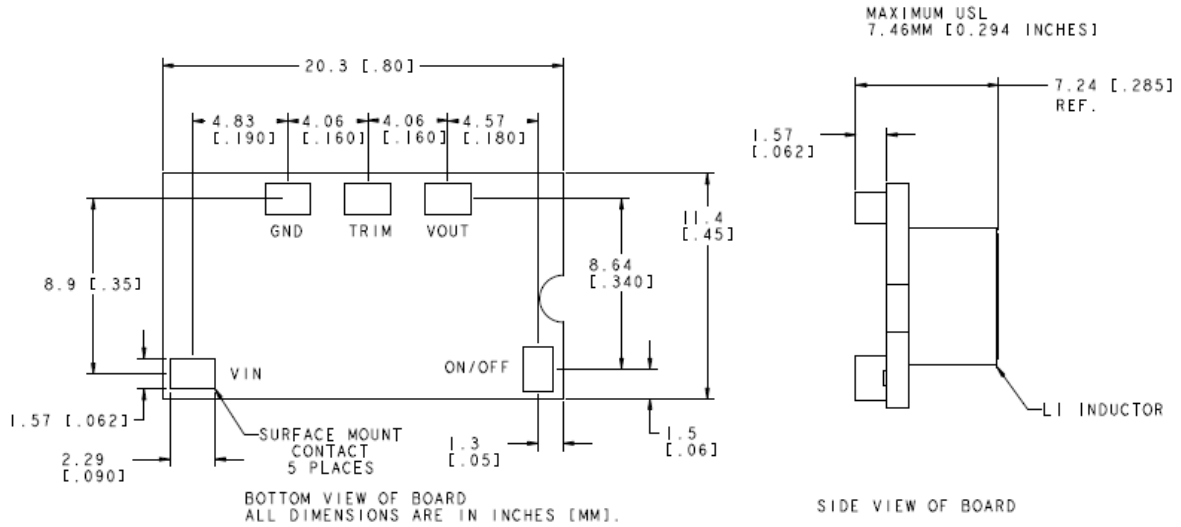 MAXIMUM USL
7.46MM [0.294 INCHES]
20.3 [.80]
7.24 [.285]
REF.
4.83
[.190]
4.06
[.160]
4.06
[.160]
4.57
[.180]
1.57
[.062]
GND
TRIM
VOUT
11.4
[.45]
8.9 [.35]
8.64
[.340]
VIN
ON/OFF
1.57 [.062]
SURFACE MOUNT
CONTACT
5 PLACES
2.29
[.090]
1.3
[.05]
1.5
[.06]
LI INDUCTOR
BOTTOM VIEW OF BOARD
ALL DIMENSIONS ARE IN INCHES [MM].
SIDE VIEW OF BOARD